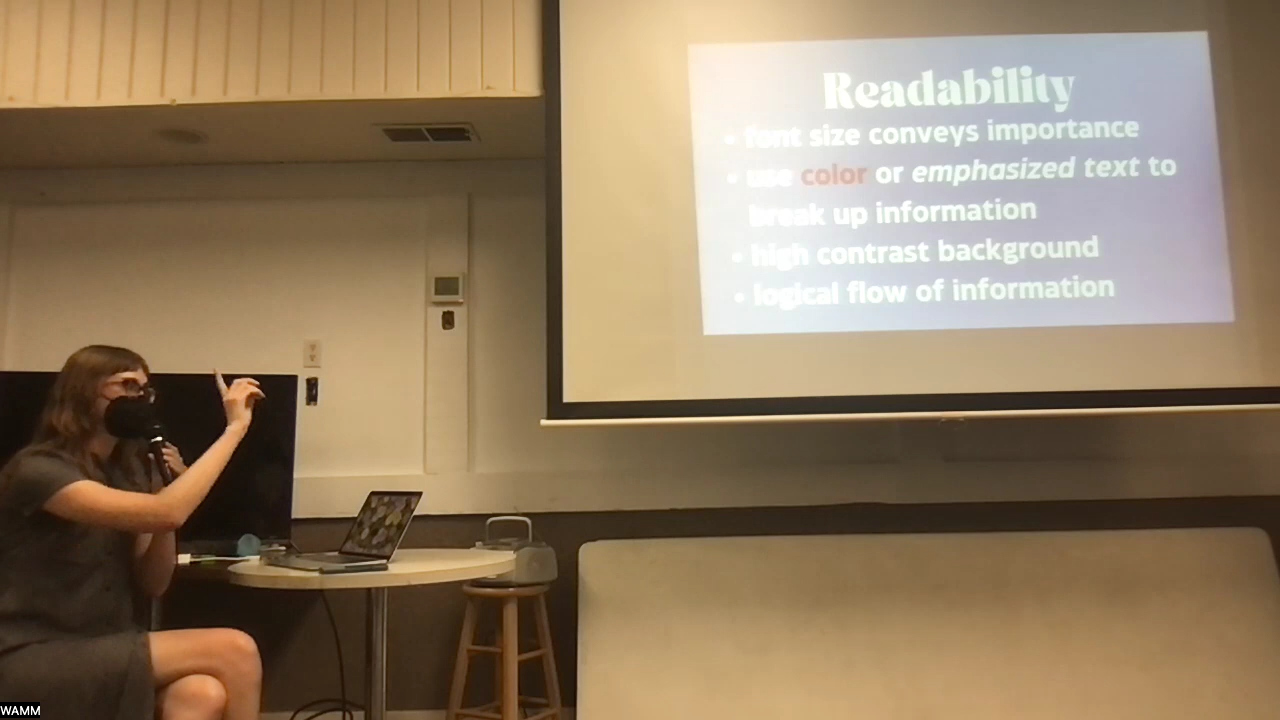 Readability
• font size conveys importance
• use color or emphasized text to
break up information
• high contrast background
• logical flow of information
WAMM